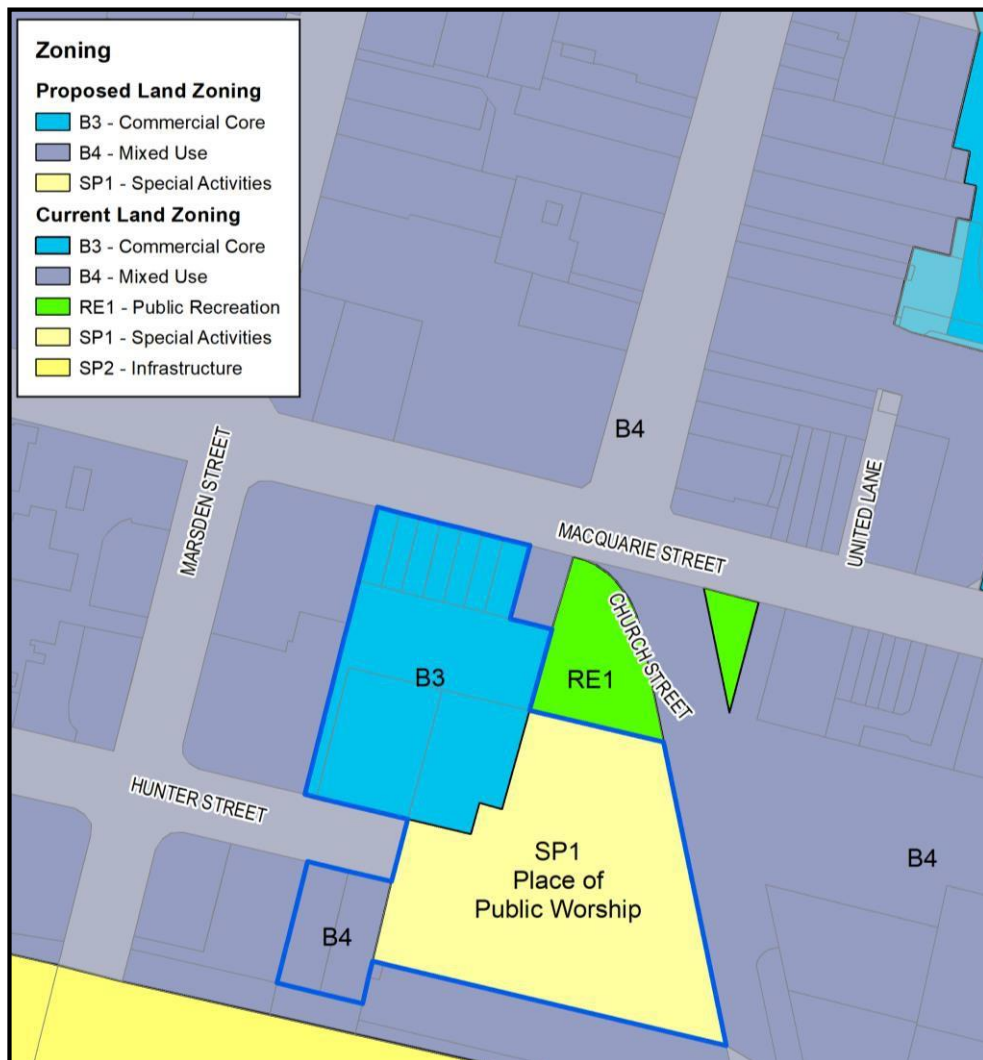 Zoning
Proposed Land Zoning
B3 - Commercial Core
B4 - Mixed Use
SP1 - Special Activities
Current Land Zoning
B3 - Commercial Core
B4 - Mixed Use
RE1 - Public Recreation
SP1 - Special Activities
SP2 - Infrastructure
B4
MARSDEN STREET
UNITED LANE
MACQUARIE STREET
CHURCH STREET
B3
RE1
HUNTER STREET
SP1
Place of
Public Worship
B4
B4